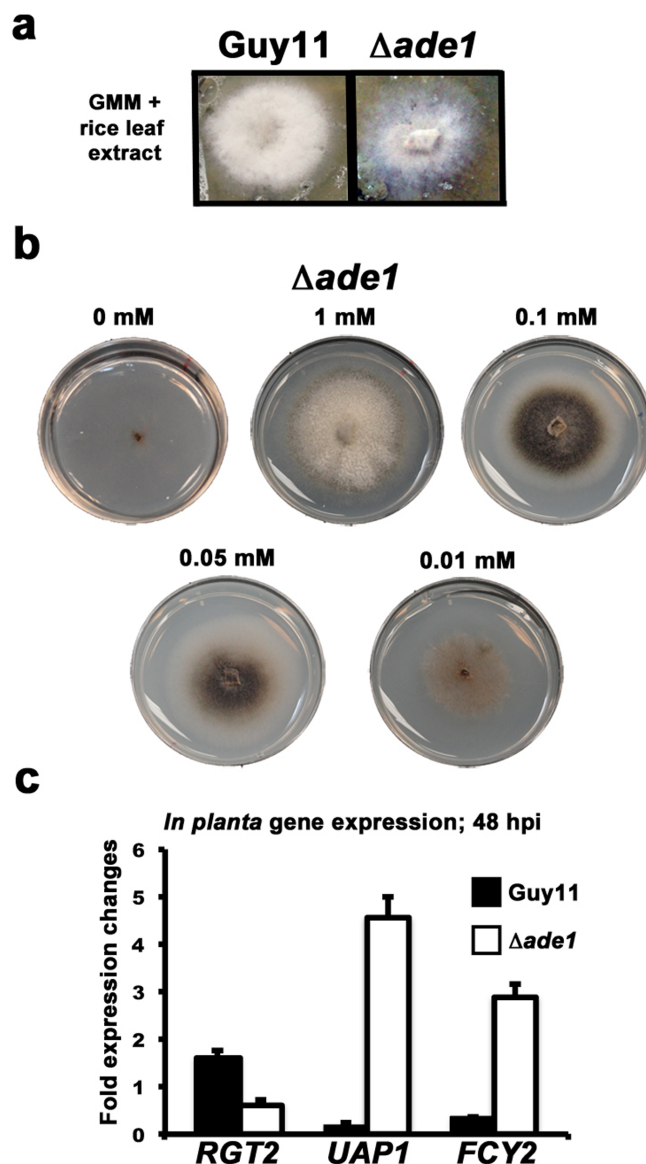 a
Guy11 Δade1
GMM +
rice leaf
extract
b
Δade1
0 mM 1 mM 0.1 mM
0.05 mM 0.01 mM
c
In planta gene expression; 48 hpi
Fold expression changes
6
5
4
3
2
1
0
Guy11
Δade1
RGT2 UAP1 FCY2